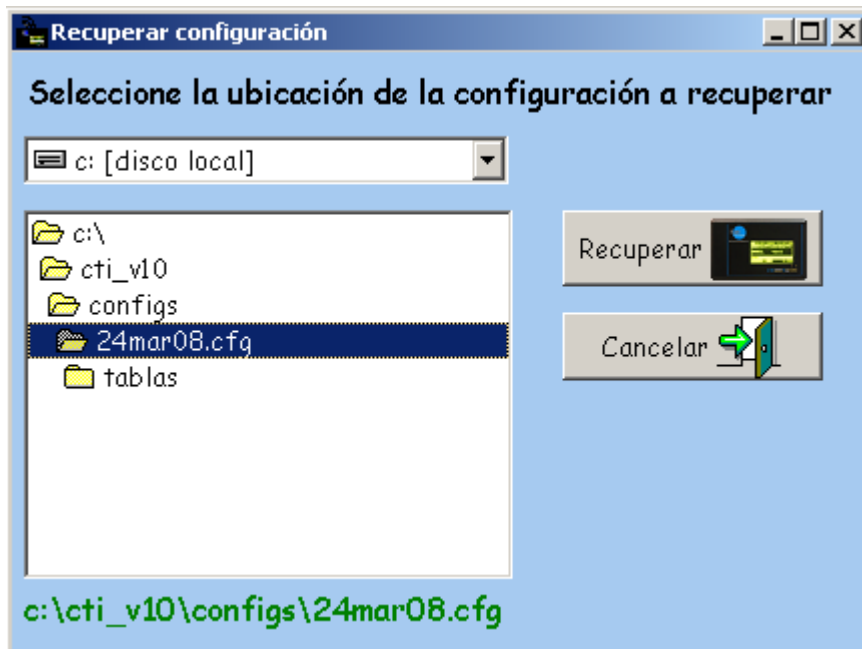 Recuperar configuración
Seleccione la ubicación de la configuración a recuperar
c: [disco local]
c:\
cti_v10
configs
24mar08.cfg
tablas
Recuperar
Cancelar
c:\cti_v10\configs\24mar08.cfg